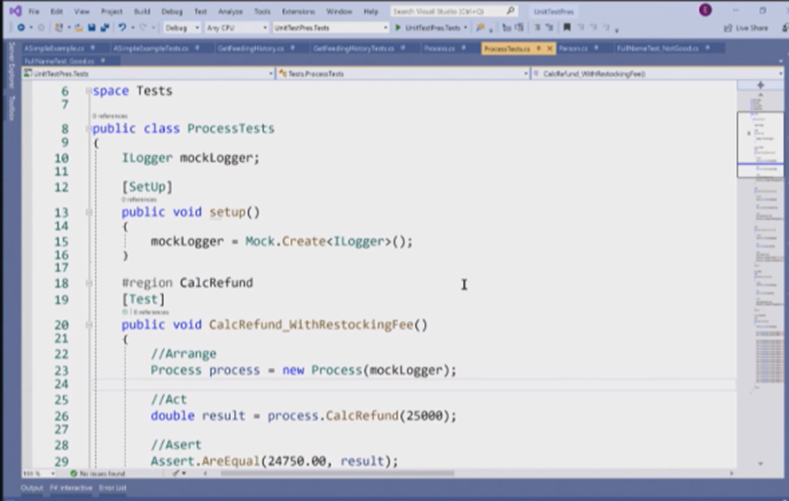 File Edit View Project Build Debug Test Analyze Tools Extensions Window Help Search Visual Studio (Ctrl+Q) UnitTestPres
Debug Any CPU UnitTestPres.Tests UnitTestPres.Tests Live Share
ASimpleExample.cs ASimpleExampleTests.cs GetFeedingHistory.cs GetFeedingHistoryTests.cs Process.cs ProcessTests.cs Person.cs FullNameTest_NotGood.cs
FullNameTest_Good.cs
Server Explorer Toolbox
UnitTestPres.Tests Tests.ProcessTests CalcRefund_WithRestockingFee()
6 space Tests
7
0 references
8 public class ProcessTests
9 {
10 ILogger mockLogger;
11
12 [SetUp]
0 references
13 public void setup()
14 {
15 mockLogger = Mock.Create<ILogger>();
16 }
17
18 #region CalcRefund
19 [Test]
0 references
20 public void CalcRefund_WithRestockingFee()
21 {
22 //Arrange
23 Process process = new Process(mockLogger);
24
25 //Act
26 double result = process.CalcRefund(25000);
27
28 //Asert
29 Assert.AreEqual(24750.00, result);
No issues found
Output F# Interactive Error List